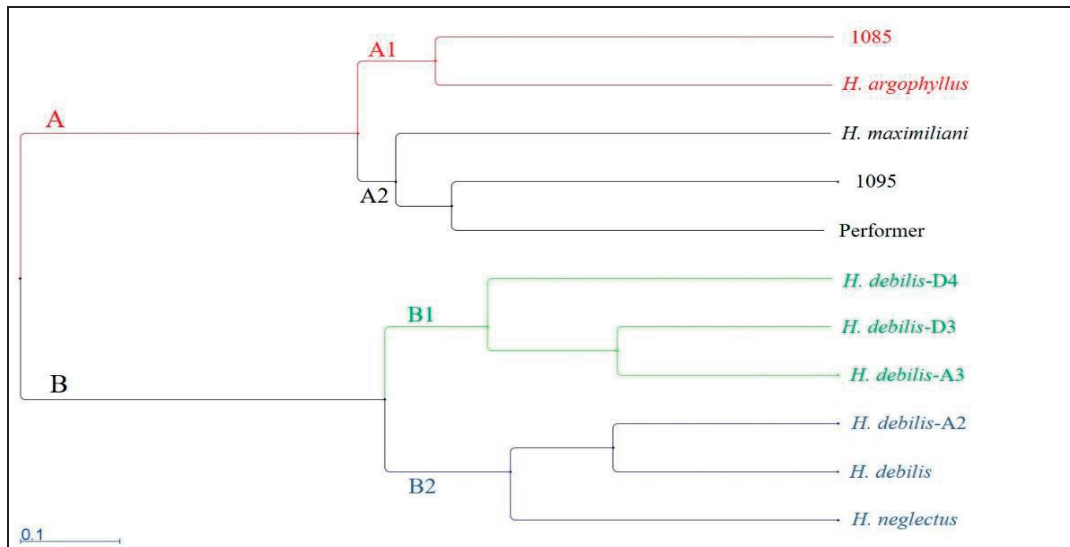 1085
A1
H. argophyllus
A
H. maximiliani
1095
A2
Performer
H. debilis-D4
B1
H. debilis-D3
H. debilis-A3
B
H. debilis-A2
H. debilis
B2
H. neglectus
0.1